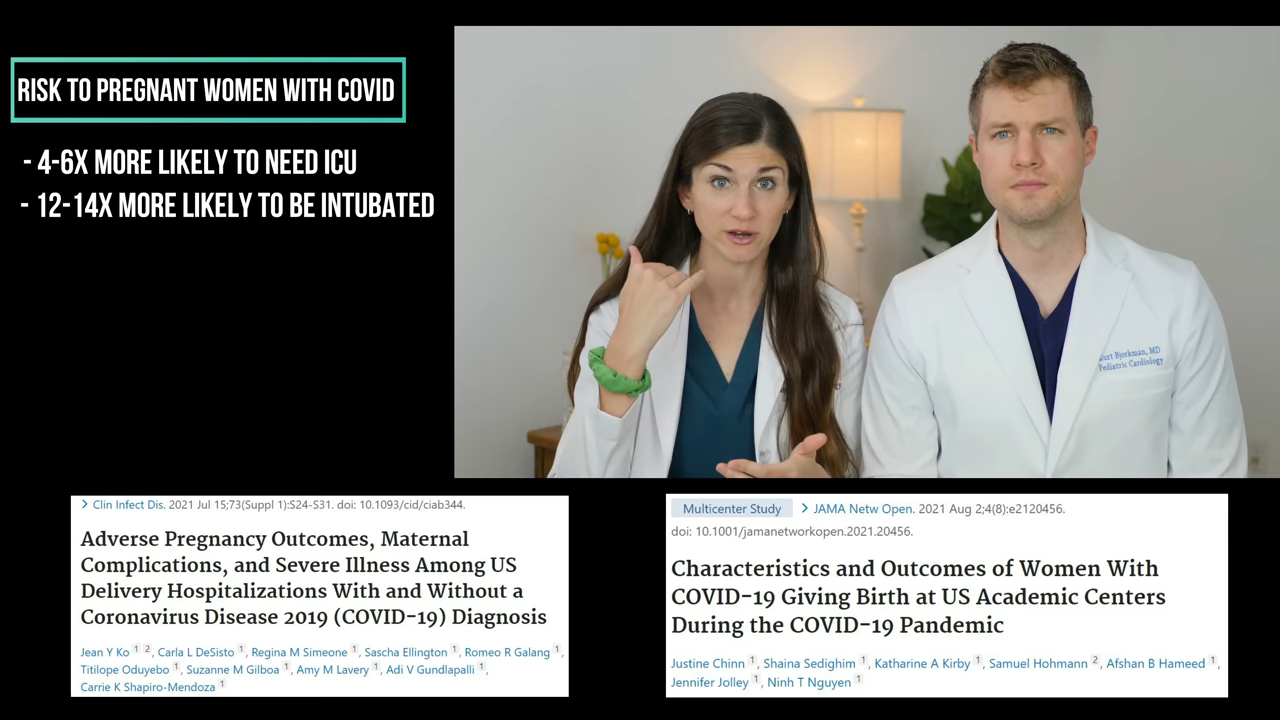 RISK TO PREGNANT WOMEN WITH COVID
- 4-6X MORE LIKELY TO NEED ICU
- 12-14X MORE LIKELY TO BE INTUBATED
Kurt Bjorkman, MD
Pediatric Cardiology
> Clin Infect Dis. 2021 Jul 15;73(Suppl 1):S24-S31. doi: 10.1093/cid/ciab344.
Adverse Pregnancy Outcomes, Maternal
Complications, and Severe Illness Among US
Delivery Hospitalizations With and Without a
Coronavirus Disease 2019 (COVID-19) Diagnosis
Jean Y Ko 1 2, Carla L DeSisto 1, Regina M Simeone 1, Sascha Ellington 1, Romeo R Galang 1,
Titilope Oduyebo 1, Suzanne M Gilboa 1, Amy M Lavery 1, Adi V Gundlapalli 1,
Carrie K Shapiro-Mendoza 1
Multicenter Study > JAMA Netw Open. 2021 Aug 2;4(8):e2120456.
doi: 10.1001/jamanetworkopen.2021.20456.
Characteristics and Outcomes of Women With
COVID-19 Giving Birth at US Academic Centers
During the COVID-19 Pandemic
Justine Chinn 1, Shaina Sedighim 1, Katharine A Kirby 1, Samuel Hohmann 2, Afshan B Hameed 1,
Jennifer Jolley 1, Ninh T Nguyen 1